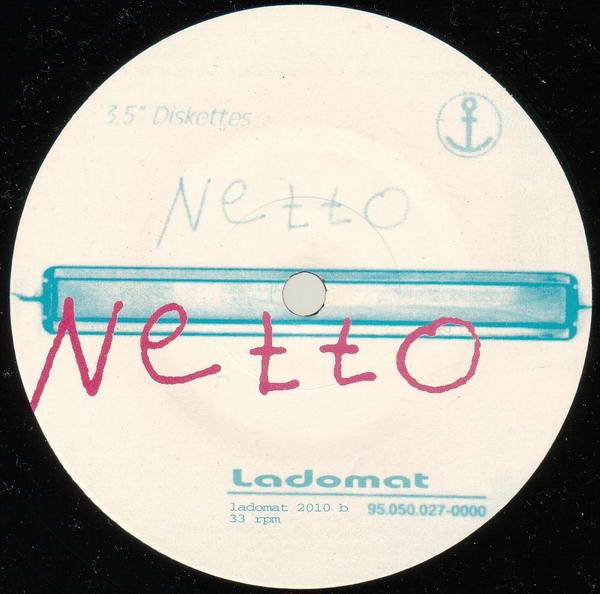 3,5" Diskettes
Netto
Netto
Ladomat
ladomat 2010 b 95.050.027-0000
33 rpm